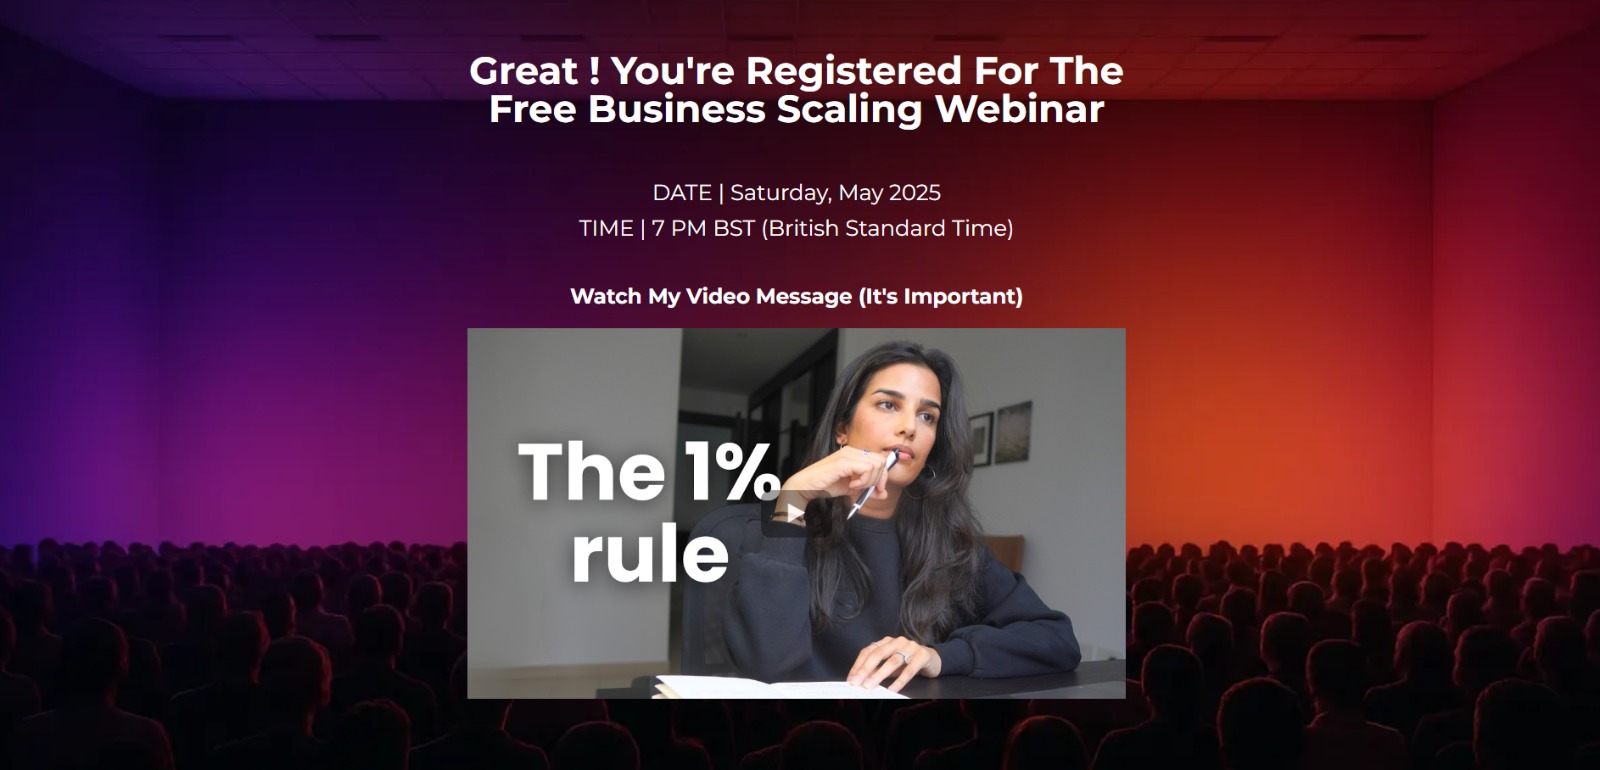 Great ! You're Registered For The
Free Business Scaling Webinar
DATE | Saturday, May 2025
TIME | 7 PM BST (British Standard Time)
Watch My Video Message (It's Important)
The 1%
rule